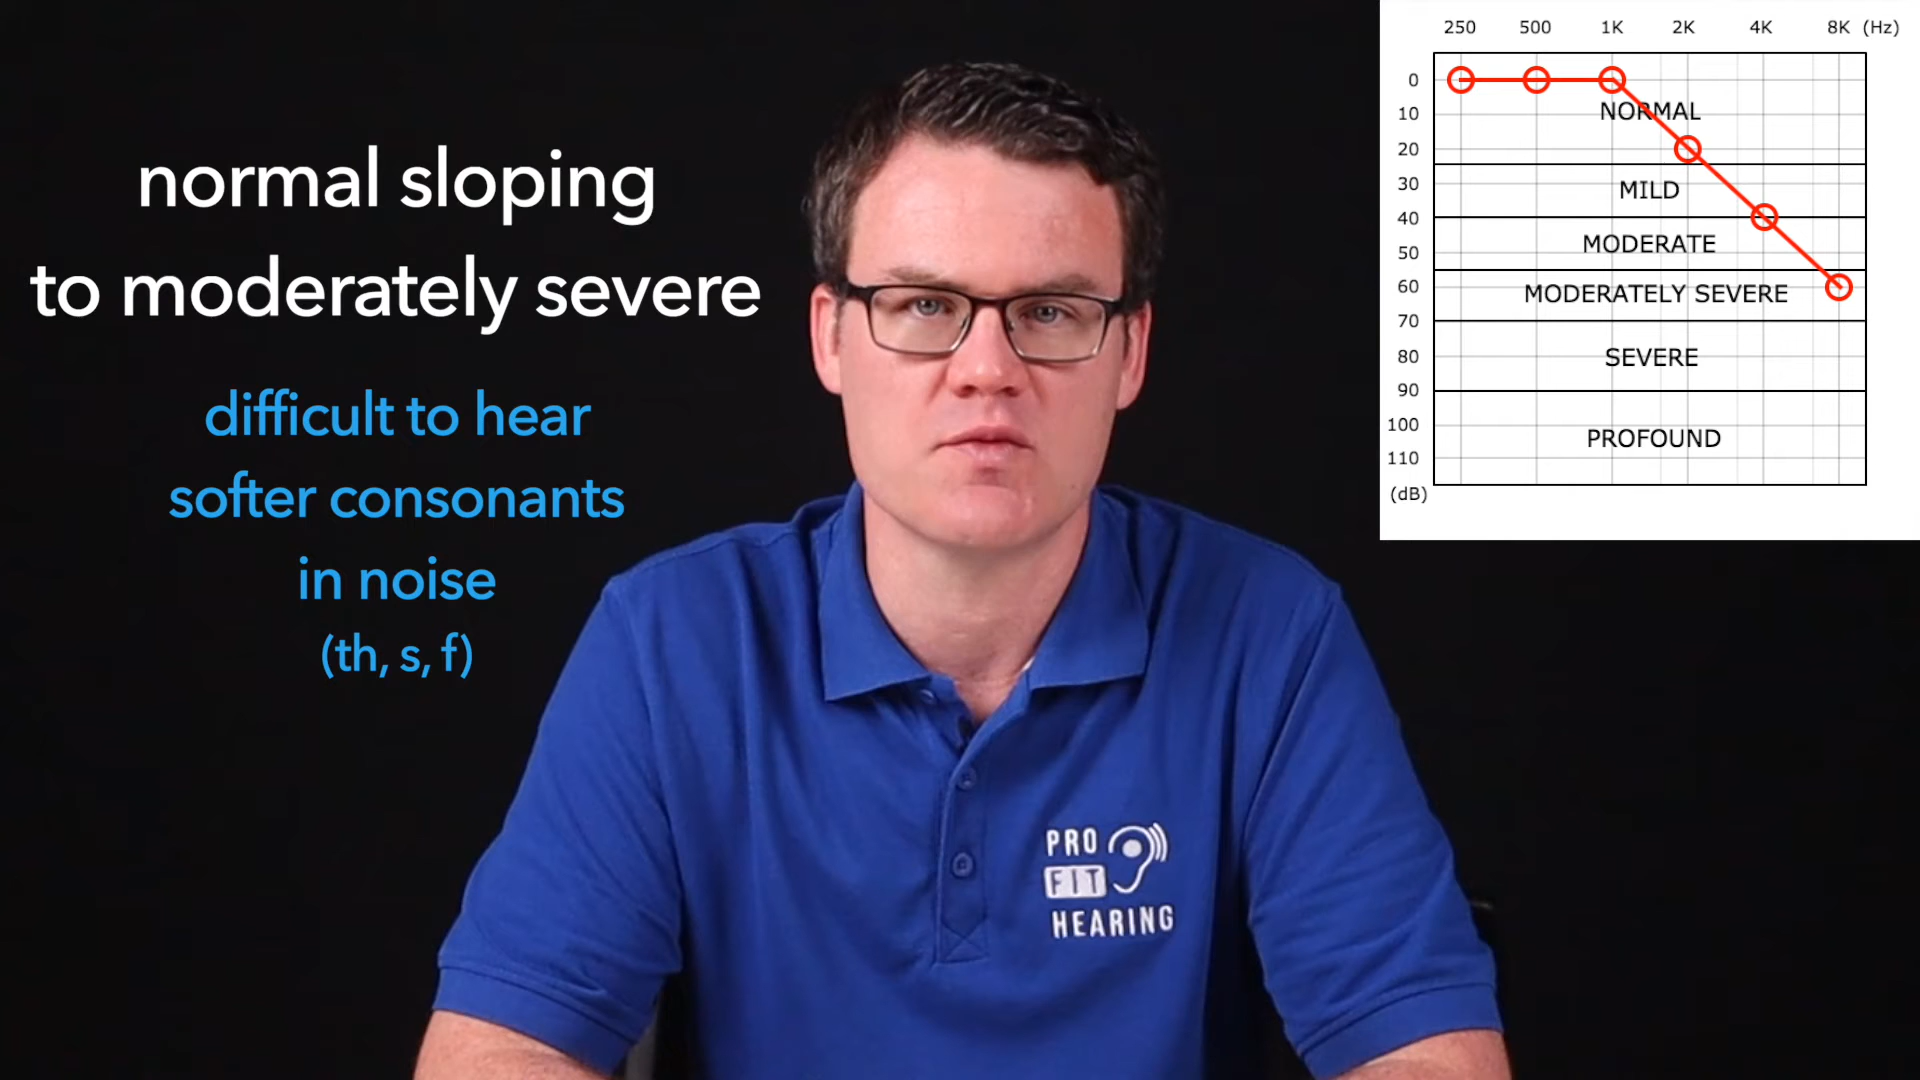 normal sloping
to moderately severe
difficult to hear
softer consonants
in noise
(th, s, f)
250 500 1K 2K 4K 8K (Hz)
0
10
20
30
40
50
60
70
80
90
100
110
(dB)
NORMAL
MILD
MODERATE
MODERATELY SEVERE
SEVERE
PROFOUND
PRO
FIT
HEARING